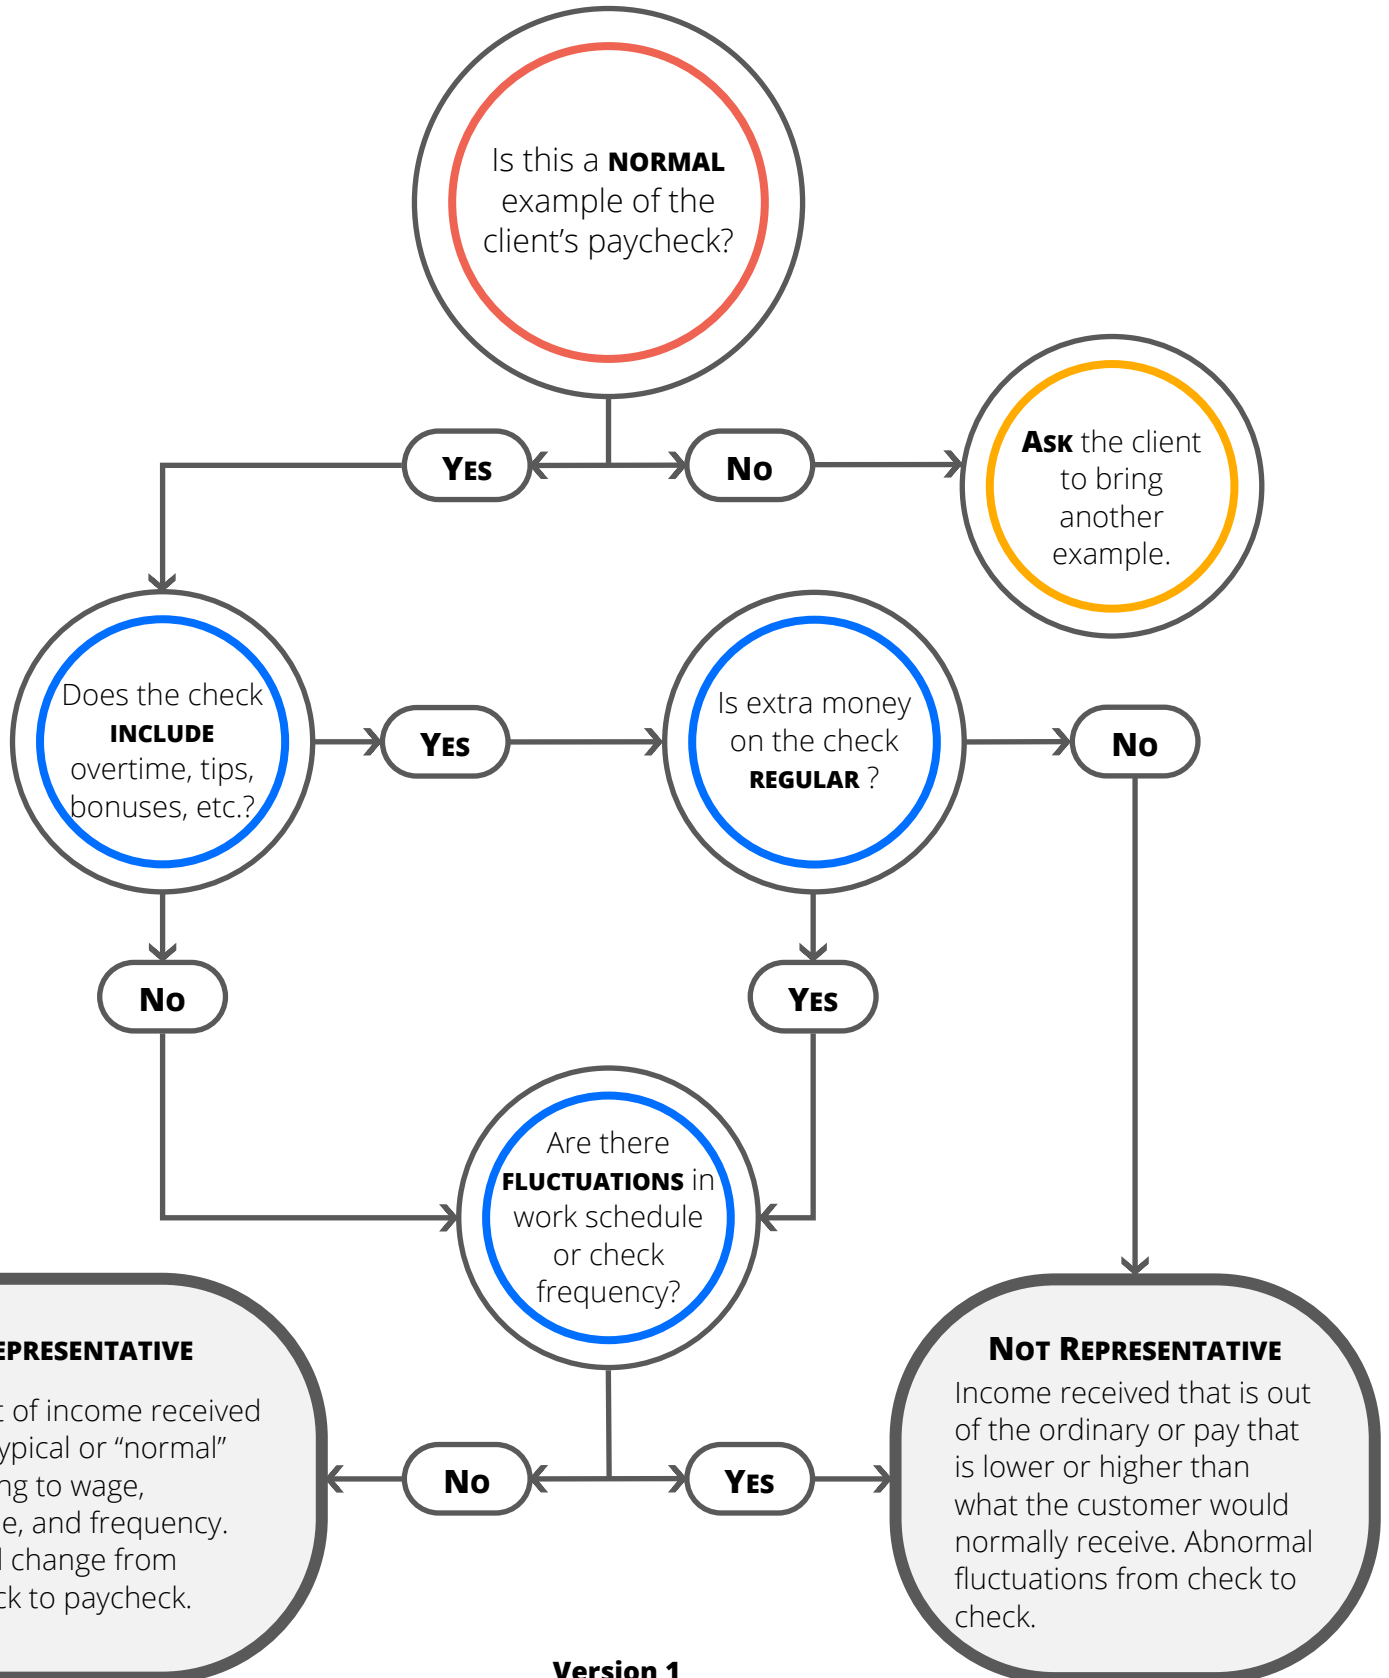 Is this a NORMAL
example of the
client's paycheck?
YES
NO
ASK the client
to bring
another
example.
Does the check
INCLUDE
overtime, tips,
bonuses, etc.?
YES
Is extra money
on the check
REGULAR ?
NO
NO
YES
Are there
FLUCTUATIONS in
work schedule
or check
frequency?
EPRESENTATIVE
of income received
ypical or “normal”
ng to wage,
e, and frequency.
change from
ck to paycheck.
NO
YES
NOT REPRESENTATIVE
Income received that is out
of the ordinary or pay that
is lower or higher than
what the customer would
normally receive. Abnormal
fluctuations from check to
check.
Version 1